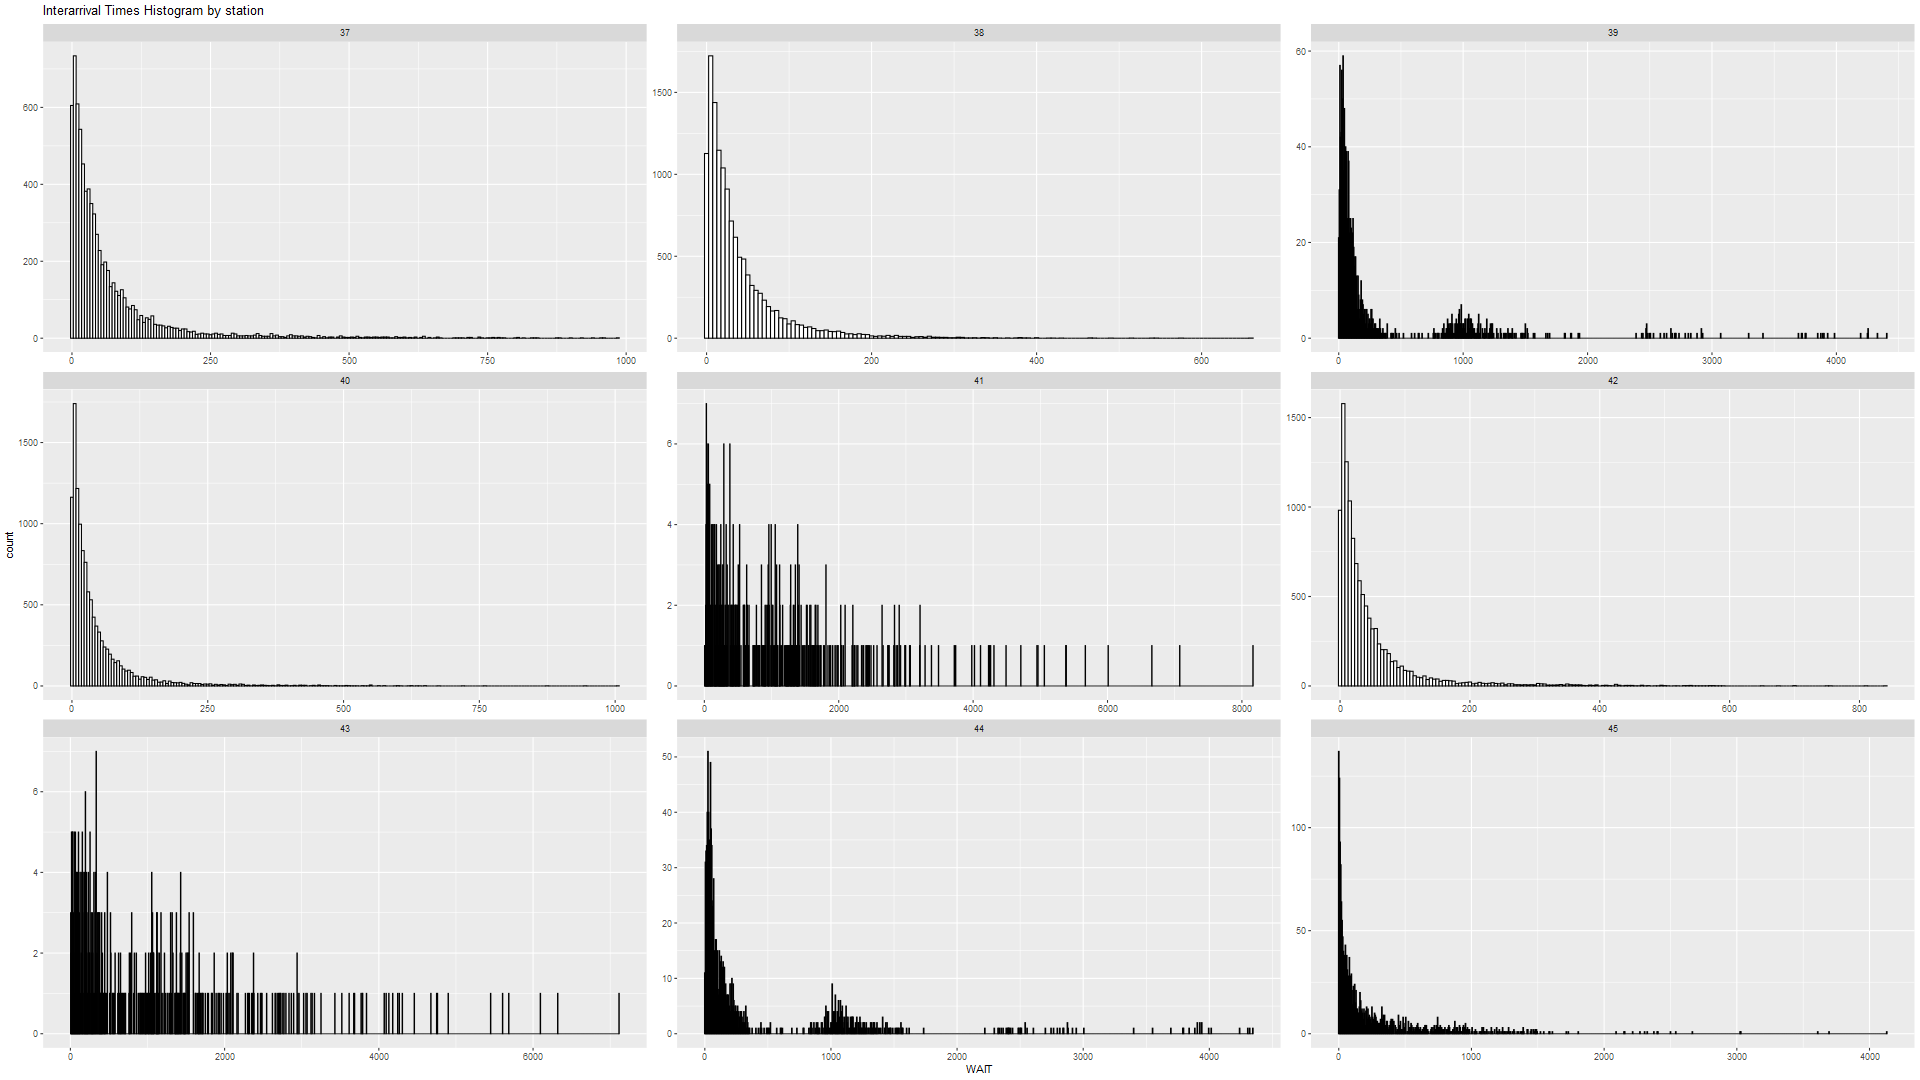 Interarrival Times Histogram by station
37 38 39
600 400 200 0
0 250 500 750 1000
1500 1000 500 0
0 200 400 600
60 40 20 0
0 1000 2000 3000 4000
40 41 42
1500 1000 500 0
0 250 500 750 1000
6 4 2 0
0 2000 4000 6000 8000
1500 1000 500 0
0 200 400 600 800
count
43 44 45
6 4 2 0
0 2000 4000 6000
50 40 30 20 10 0
0 1000 2000 3000 4000
100 50 0
0 1000 2000 3000 4000
WAIT